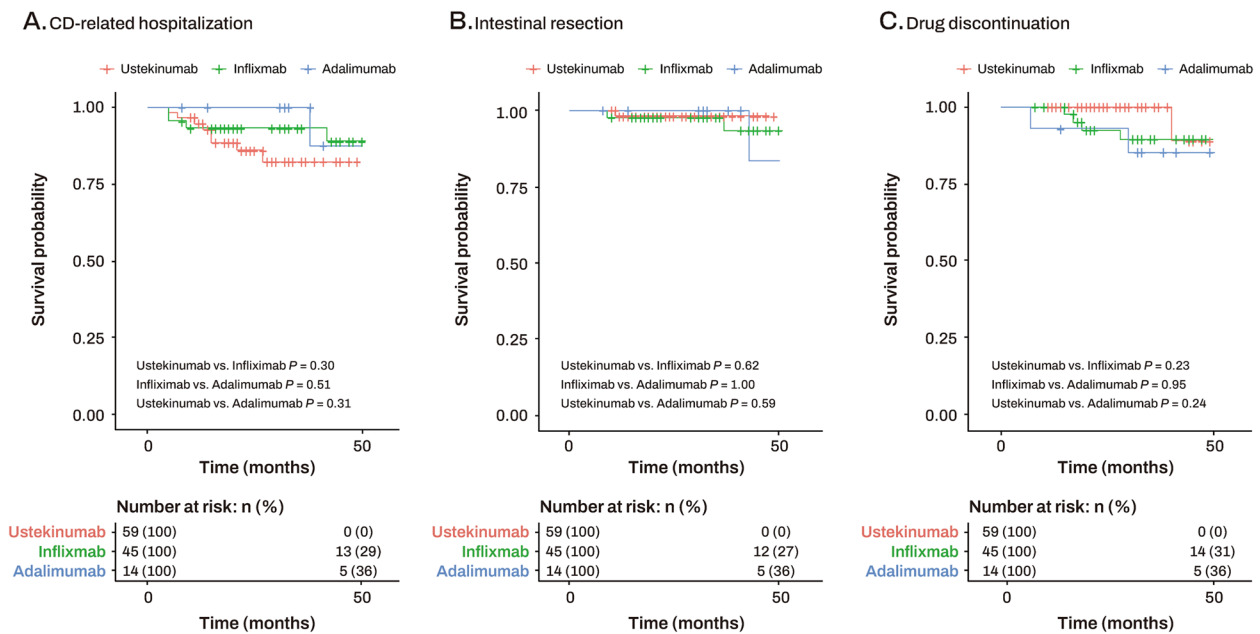 A. CD-related hospitalization
Ustekinumab Inflixmab Adalimumab
Survival probability
1.00
0.75
0.50
0.25
0.00
Ustekinumab vs. Infliximab P = 0.30
Infliximab vs. Adalimumab P = 0.51
Ustekinumab vs. Adalimumab P = 0.31
0 50
Time (months)
Number at risk: n (%)
Ustekinumab 59 (100) 0 (0)
Inflixmab 45 (100) 13 (29)
Adalimumab 14 (100) 5 (36)
0 50
Time (months)
B. Intestinal resection
Ustekinumab Inflixmab Adalimumab
Survival probability
1.00
0.75
0.50
0.25
0.00
Ustekinumab vs. Infliximab P = 0.62
Infliximab vs. Adalimumab P = 1.00
Ustekinumab vs. Adalimumab P = 0.59
0 50
Time (months)
Number at risk: n (%)
Ustekinumab 59 (100) 0 (0)
Inflixmab 45 (100) 12 (27)
Adalimumab 14 (100) 5 (36)
0 50
Time (months)
C. Drug discontinuation
Ustekinumab Inflixmab Adalimumab
Survival probability
1.00
0.75
0.50
0.25
0.00
Ustekinumab vs. Infliximab P = 0.23
Infliximab vs. Adalimumab P = 0.95
Ustekinumab vs. Adalimumab P = 0.24
0 50
Time (months)
Number at risk: n (%)
Ustekinumab 59 (100) 0 (0)
Inflixmab 45 (100) 14 (31)
Adalimumab 14 (100) 5 (36)
0 50
Time (months)